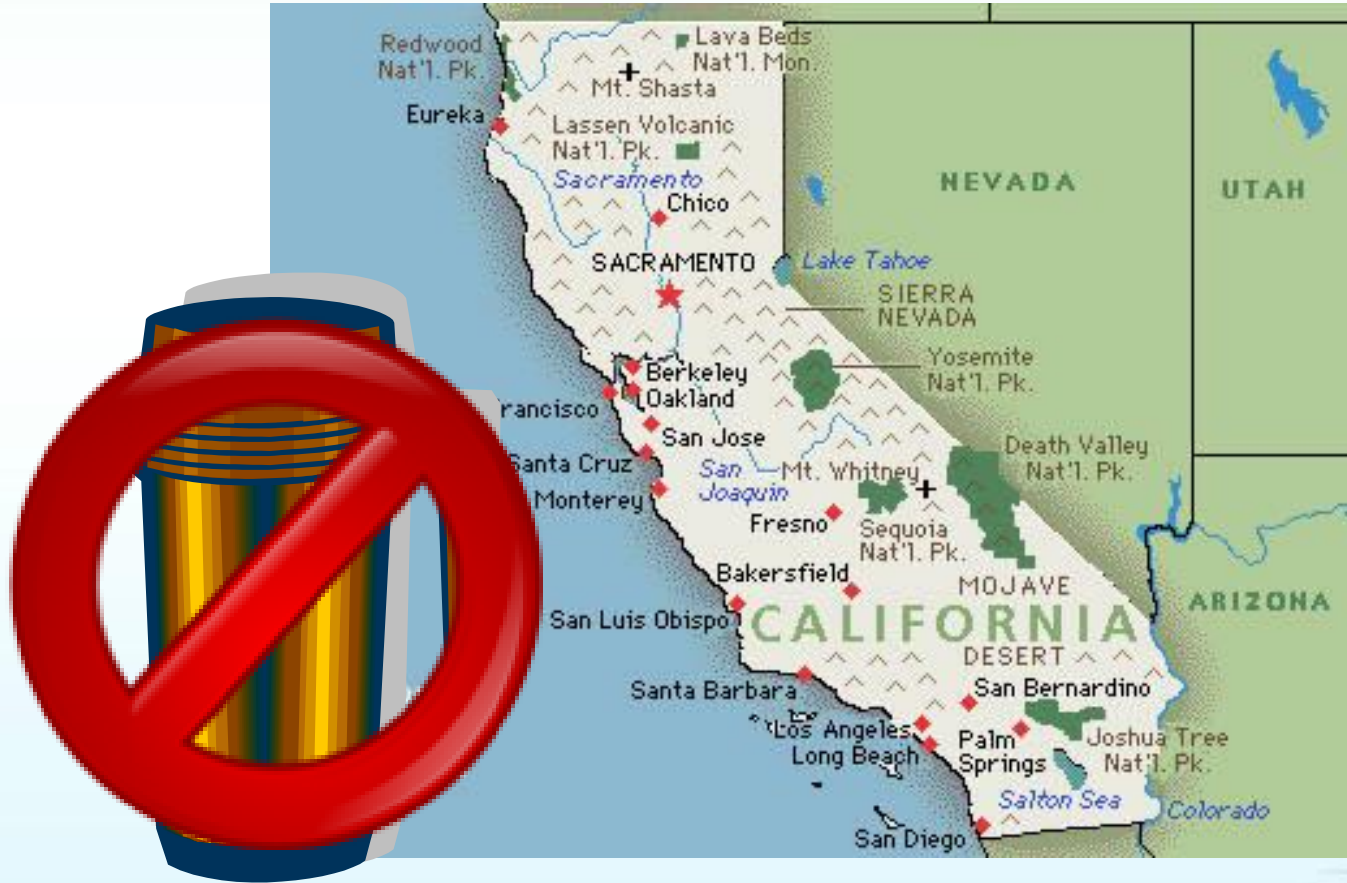 Redwood
Nat'l. Pk.
Lava Beds
Nat'l. Mon.
Mt. Shasta
Eureka
Lassen Volcanic
Nat'l. Pk.
Sacramento
Chico
NEVADA
UTAH
SACRAMENTO
Lake Tahoe
SIERRA
NEVADA
Yosemite
Nat'l. Pk.
Berkeley
Oakland
rancisco
San Jose
Santa Cruz
Monterey
San
Joaquin
Mt. Whitney
Death Valley
Nat'l. Pk.
Fresno
Sequoia
Nat'l. Pk.
Bakersfield
MOJAVE
San Luis Obispo
CALIFORNIA
ARIZONA
DESERT
Santa Barbara
San Bernardino
Los Angeles
Long Beach
Palm
Springs
Joshua Tree
Nat'l. Pk.
Salton Sea
Colorado
San Diego